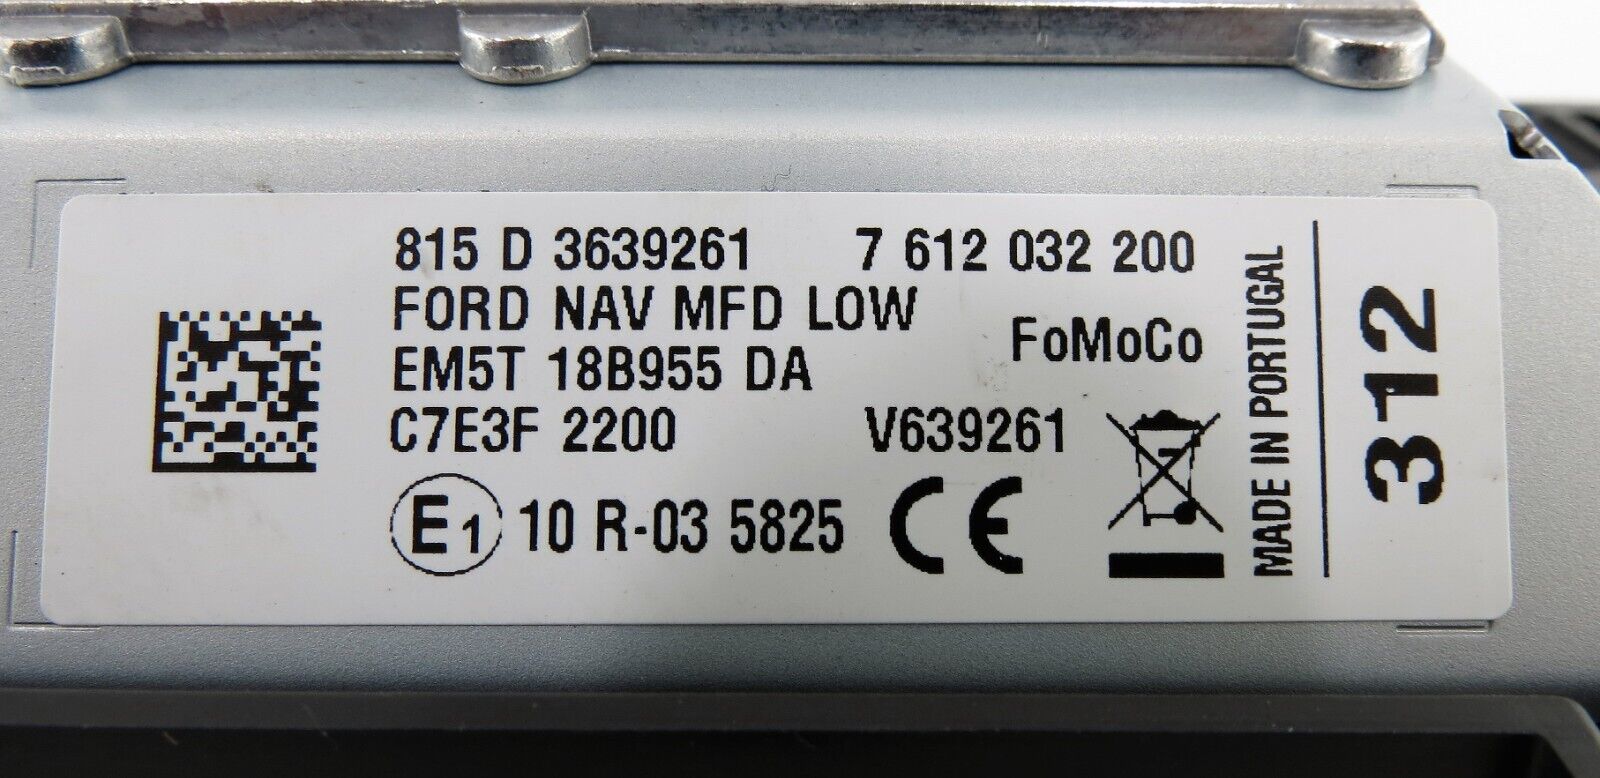 815 D 3639261 7 612 032 200
FORD NAV MFD LOW
FoMoCo
EM5T 18B955 DA
C7E3F 2200 V639261
E1 10 R-03 5825 CE
MADE IN PORTUGAL
312